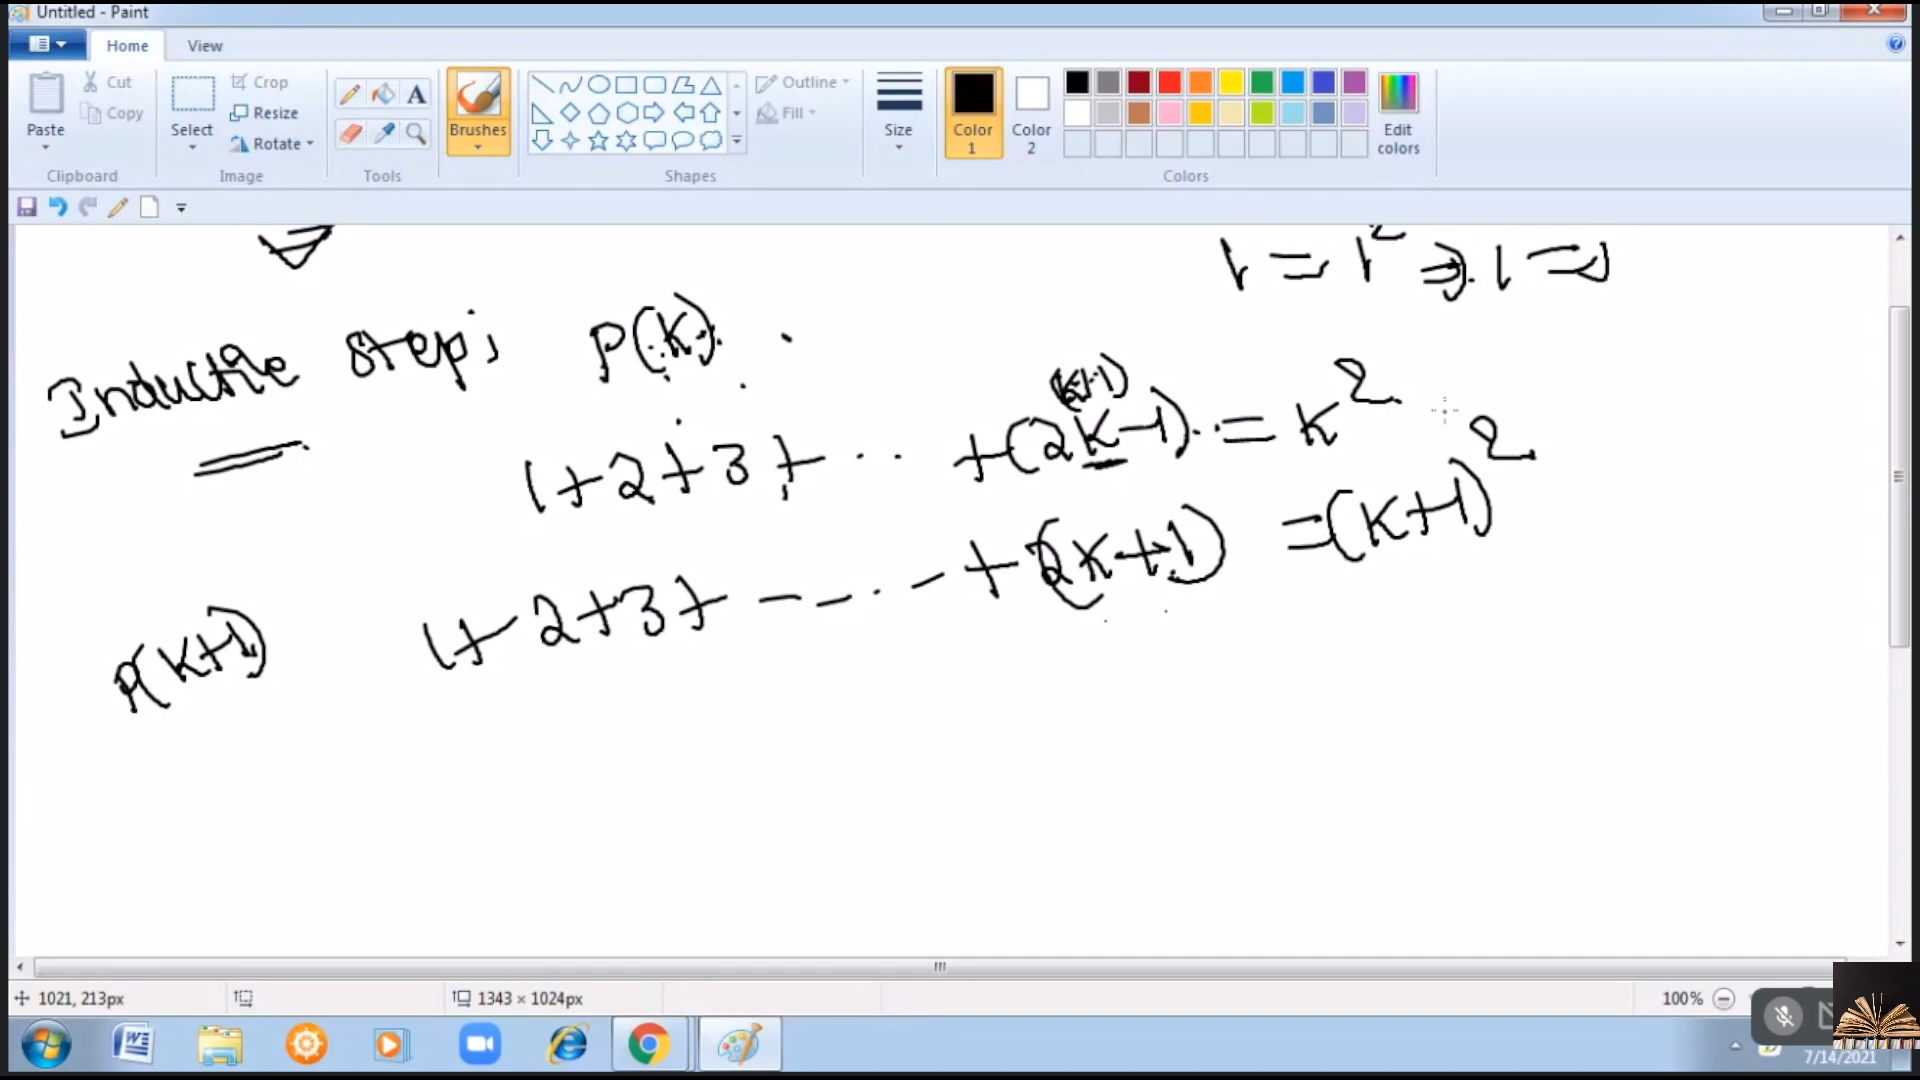 Untitled - Paint
Home View
Cut
Copy
Paste
Clipboard
Crop
Resize
Rotate
Select
Image
A
Tools
Brushes
Outline
Fill
Shapes
Size
Color 1
Color 2
Edit colors
Colors
1 = 1² ⇒ 1 =
Inductive step; P(K).
(k+1)
1+2+3+ ... +(2k-1) = k²
P(K+1) 1+2+3+ ---- +(2k+1) =(k+1)²
1021, 213px
1343 × 1024px
100%
7/14/2021